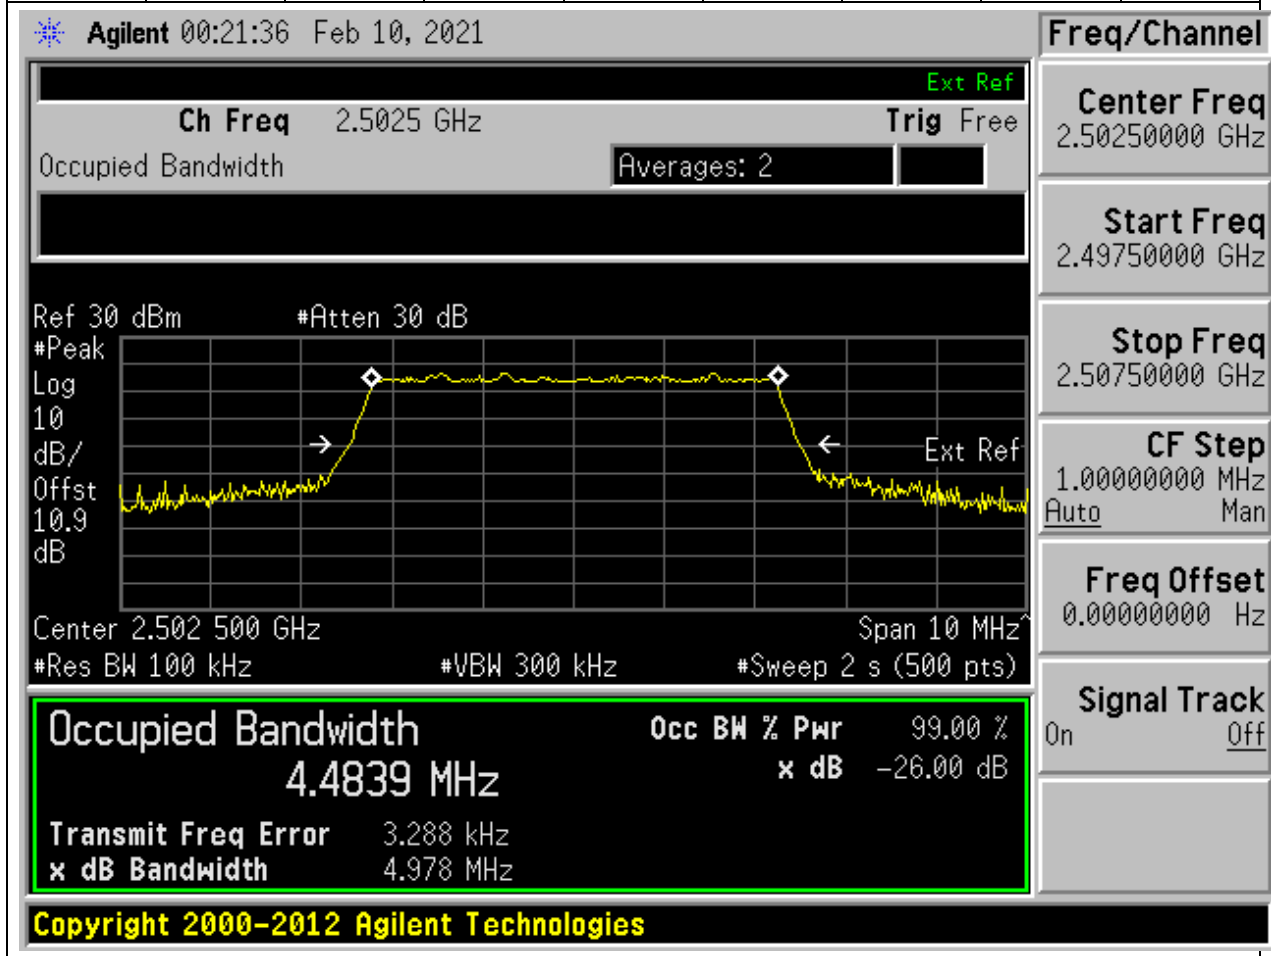 Agilent 00:21:36 Feb 10, 2021
Freq/Channel
Ext Ref
Ch Freq 2.5025 GHz
Trig Free
Occupied Bandwidth
Averages: 2
Center Freq
2.50250000 GHz
Start Freq
2.49750000 GHz
Stop Freq
2.50750000 GHz
CF Step
1.00000000 MHz
Auto Man
Freq Offset
0.00000000 Hz
Signal Track
On Off
Ref 30 dBm #Atten 30 dB
#Peak
Log
10
dB/
Offst
10.9
dB
Ext Ref
Center 2.502 500 GHz Span 10 MHz^
#Res BW 100 kHz #VBW 300 kHz #Sweep 2 s (500 pts)
Occupied Bandwidth
4.4839 MHz
Occ BW % Pwr 99.00 %
x dB -26.00 dB
Transmit Freq Error 3.288 kHz
x dB Bandwidth 4.978 MHz
Copyright 2000-2012 Agilent Technologies